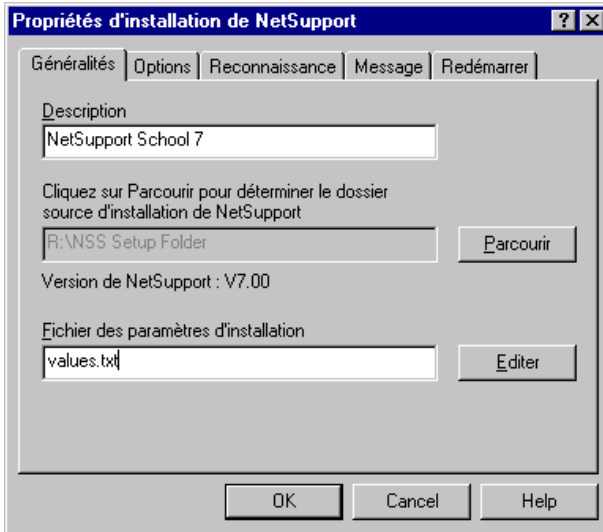 Propriétés d'installation de NetSupport
Généralités Options Reconnaissance Message Redémarrer
Description
NetSupport School 7
Cliquez sur Parcourir pour déterminer le dossier
source d'installation de NetSupport
R:\NSS Setup Folder Parcourir
Version de NetSupport : V7.00
Fichier des paramètres d'installation
values.txt Editer
OK Cancel Help